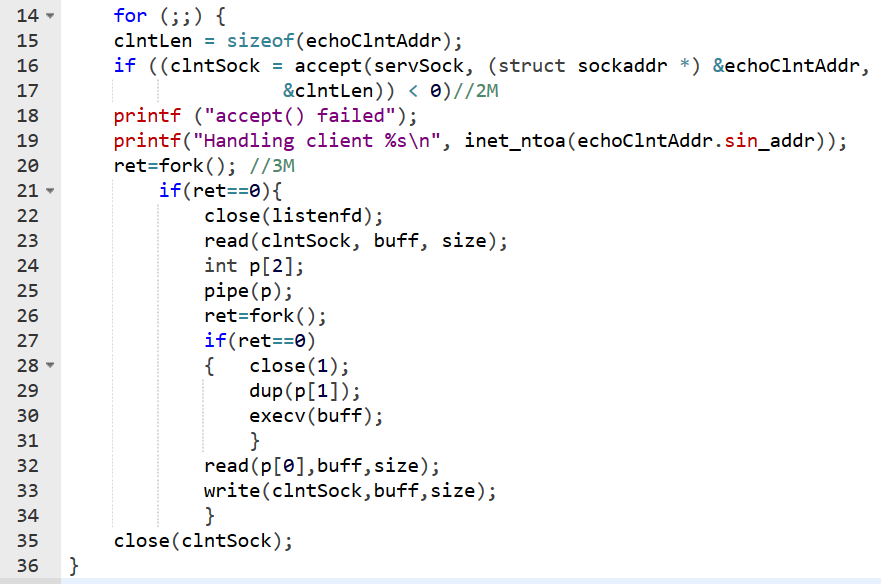 14 for (;;) {
15 clntLen = sizeof(echoClntAddr);
16 if ((clntSock = accept(servSock, (struct sockaddr *) &echoClntAddr,
17 &clntLen)) < 0)//2M
18 printf ("accept() failed");
19 printf("Handling client %s\n", inet_ntoa(echoClntAddr.sin_addr));
20 ret=fork(); //3M
21 if(ret==0){
22 close(listenfd);
23 read(clntSock, buff, size);
24 int p[2];
25 pipe(p);
26 ret=fork();
27 if(ret==0)
28 { close(1);
29 dup(p[1]);
30 execv(buff);
31 }
32 read(p[0],buff,size);
33 write(clntSock,buff,size);
34 }
35 close(clntSock);
36 }